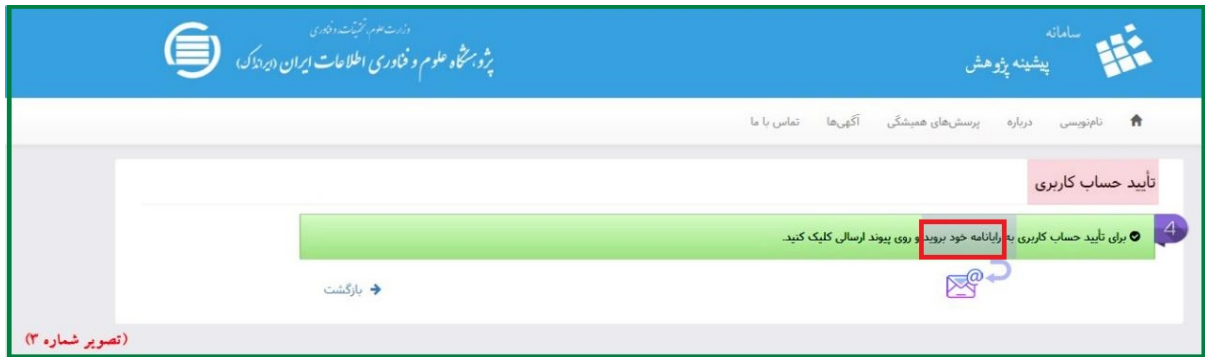 سامانه
پیشینه پژوهش
وزارت علوم، تحقیقات و فناوری
پژوهشگاه علوم و فناوری اطلاعات ایران (ایرانداک)
نام‌نویسی درباره پرسش‌های همیشگی آگهی‌ها تماس با ما
تأیید حساب کاربری
4
برای تأیید حساب کاربری به رایانامه خود بروید و روی پیوند ارسالی کلیک کنید.
@
بازگشت
(تصویر شماره ۳)